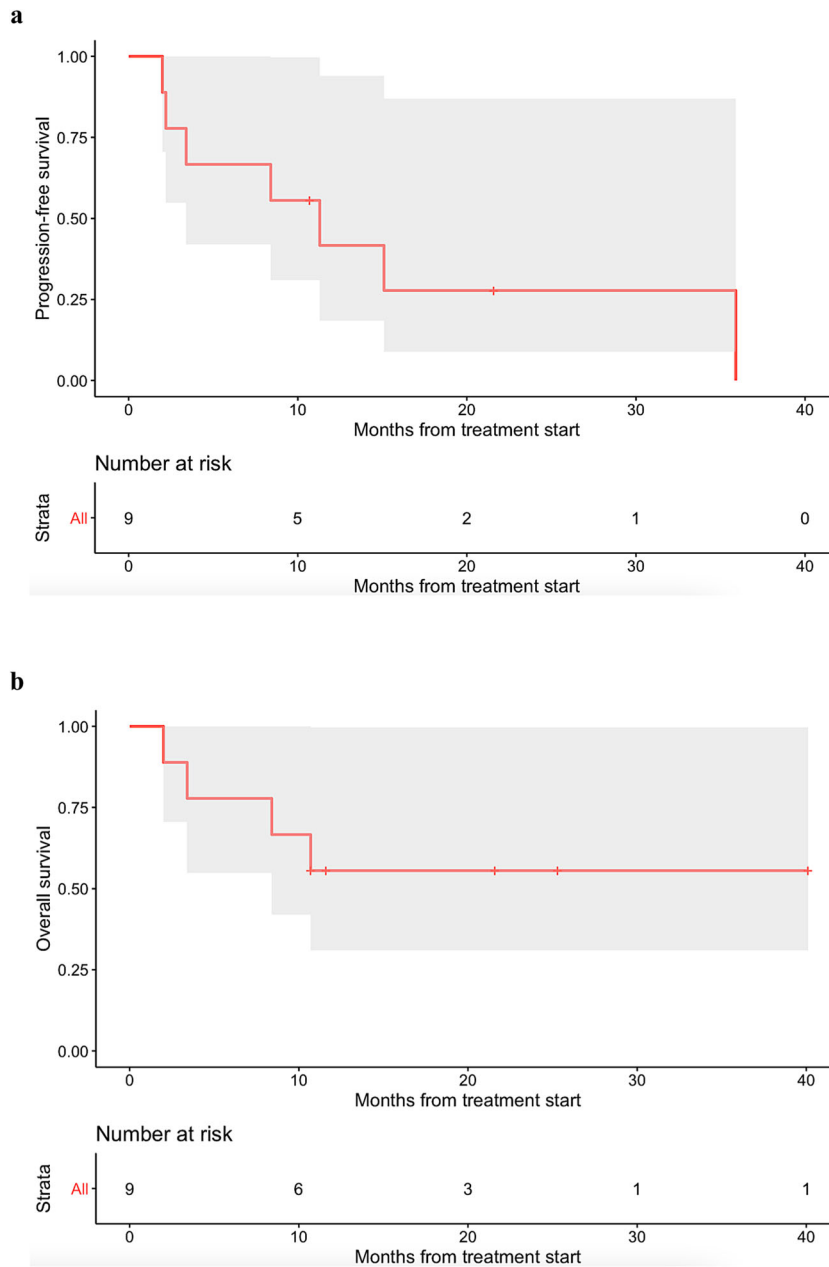 a
1.00
0.75
0.50
0.25
0.00
Progression-free survival
0 10 20 30 40
Months from treatment start
Number at risk
Strata
All 9 5 2 1 0
0 10 20 30 40
Months from treatment start
b
1.00
0.75
0.50
0.25
0.00
Overall survival
0 10 20 30 40
Months from treatment start
Number at risk
Strata
All 9 6 3 1 1
0 10 20 30 40
Months from treatment start